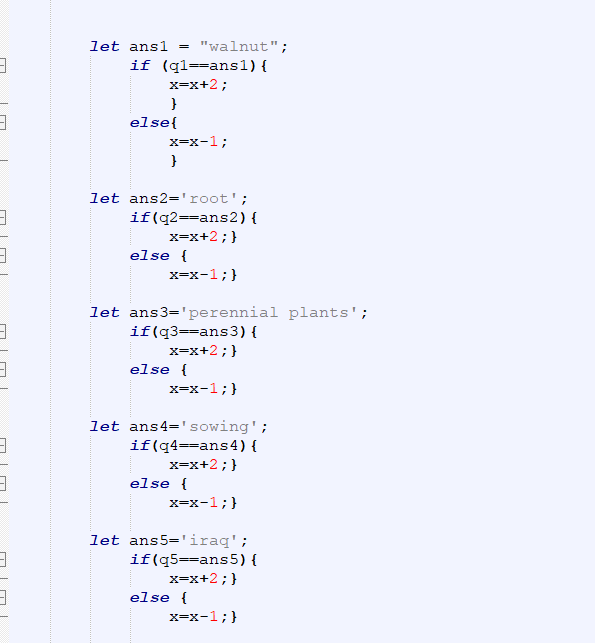 let ans1 = "walnut";
if (q1==ans1){
x=x+2;
}
else{
x=x-1;
}
let ans2='root';
if(q2==ans2){
x=x+2;}
else {
x=x-1;}
let ans3='perennial plants';
if(q3==ans3){
x=x+2;}
else {
x=x-1;}
let ans4='sowing';
if(q4==ans4){
x=x+2;}
else {
x=x-1;}
let ans5='iraq';
if(q5==ans5){
x=x+2;}
else {
x=x-1;}